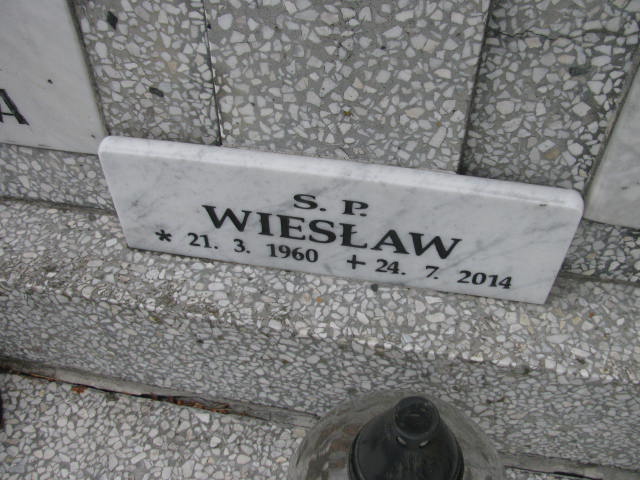 A
S. P.
WIESŁAW
* 21. 3. 1960 + 24. 7. 2014